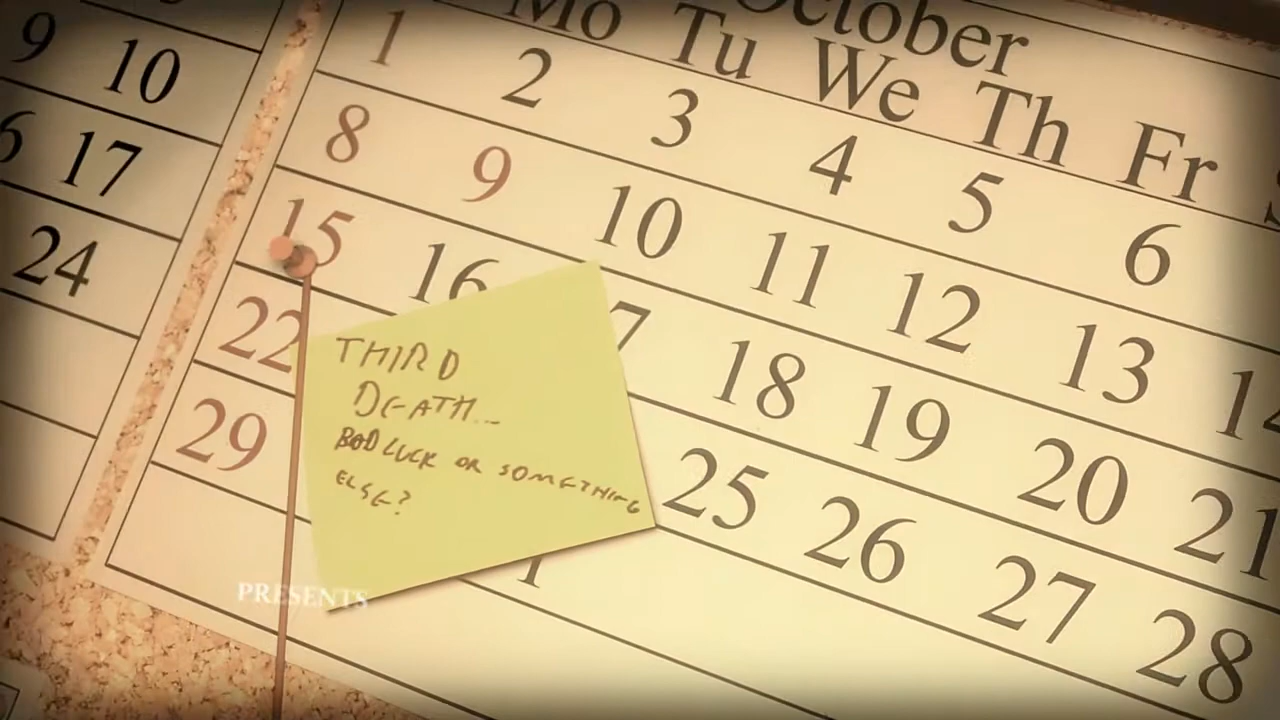 October
Mo Tu We Th Fr
1 2 3 4 5 6
8 9 10 11 12 13 14
15 16 7 18 19 20 21
22 25 26 27 28
29
9 10
6 17
24
THIRD
DEATH...
BAD LUCK OR SOMETHING
ELSE?
PRESENTS